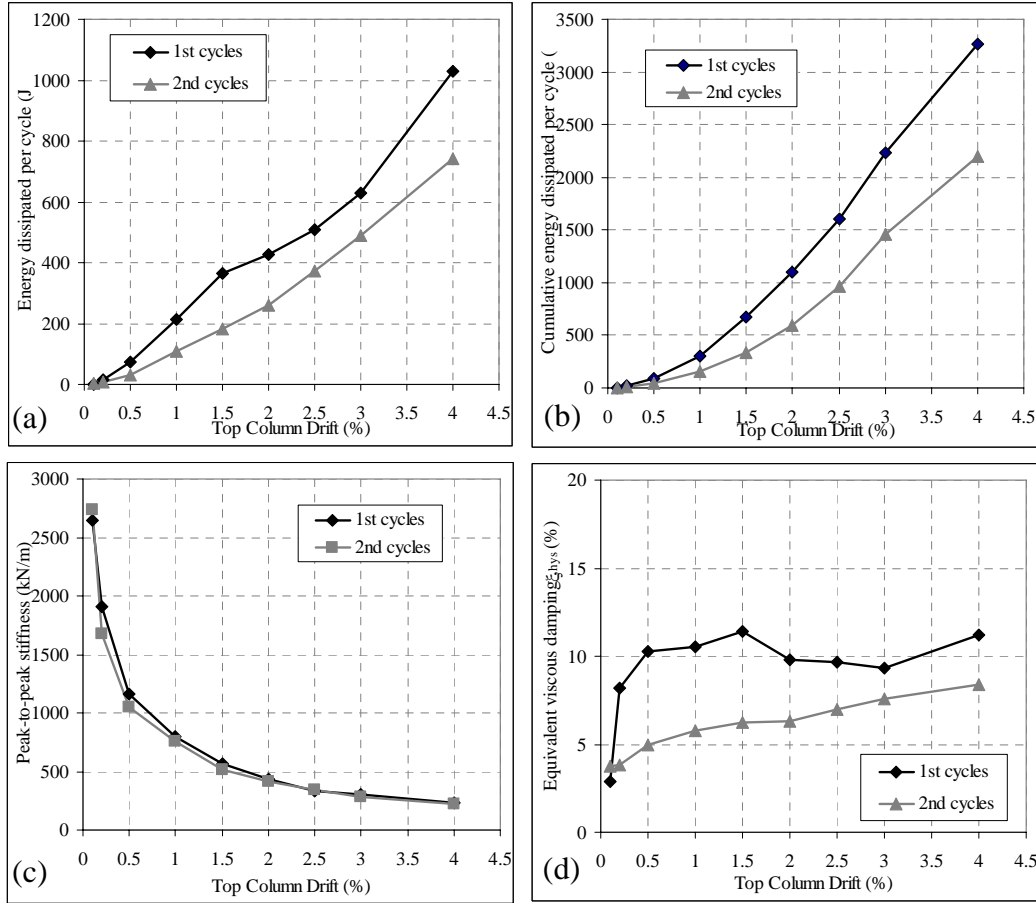 1200
1000
800
600
400
200
0
0 0.5 1 1.5 2 2.5 3 3.5 4 4.5
Energy dissipated per cycle (J
Top Column Drift (%)
1st cycles
2nd cycles
(a)
3500
3000
2500
2000
1500
1000
500
0
0 0.5 1 1.5 2 2.5 3 3.5 4 4.5
Cumulative energy dissipated per cycle (
Top Column Drift (%)
1st cycles
2nd cycles
(b)
3000
2500
2000
1500
1000
500
0
0 0.5 1 1.5 2 2.5 3 3.5 4 4.5
Peak-to-peak stiffness (kN/m)
Top Column Drift (%)
1st cycles
2nd cycles
(c)
20
15
10
5
0
0 0.5 1 1.5 2 2.5 3 3.5 4 4.5
Equivalent viscous damping ξhys (%)
Top Column Drift (%)
1st cycles
2nd cycles
(d)